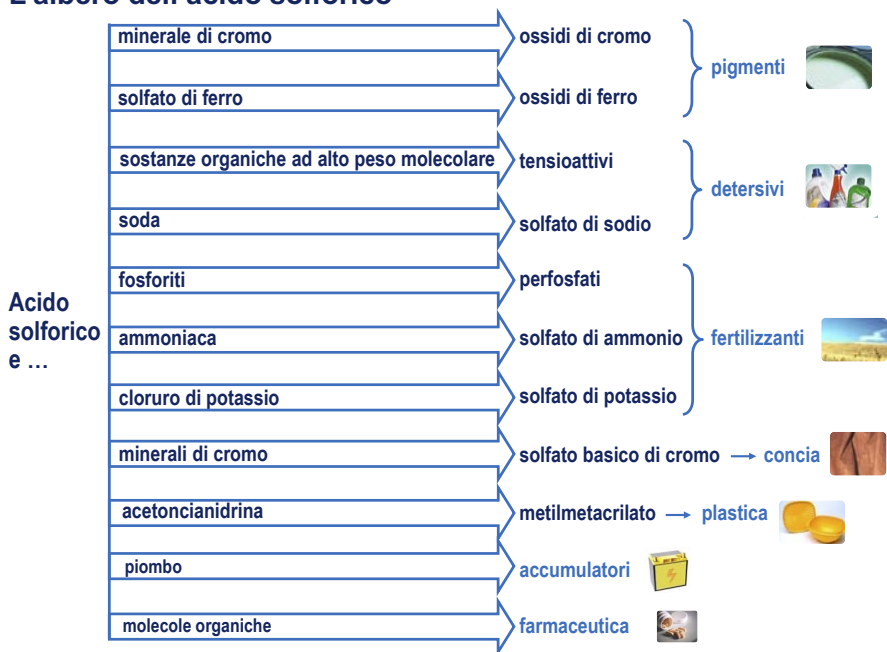 L'albero dell'acido solforico
minerale di cromo
ossidi di cromo
pigmenti
solfato di ferro
ossidi di ferro
sostanze organiche ad alto peso molecolare
tensioattivi
detersivi
soda
solfato di sodio
Acido
solforico
e ...
fosforiti
perfosfati
ammoniaca
solfato di ammonio
fertilizzanti
cloruro di potassio
solfato di potassio
minerali di cromo
solfato basico di cromo
concia
acetoncianidrina
metilmetacrilato
plastica
piombo
accumulatori
molecole organiche
farmaceutica